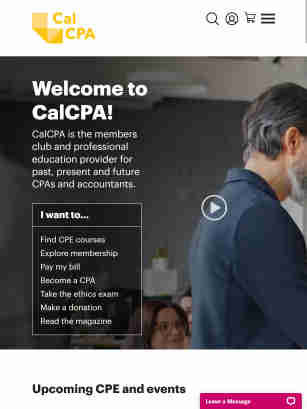 Cal
CPA
Welcome to
CalCPA!
CalCPA is the members
club and professional
education provider for
past, present and future
CPAs and accountants.
I want to...
Find CPE courses
Explore membership
Pay my bill
Become a CPA
Take the ethics exam
Make a donation
Read the magazine
Upcoming CPE and events
Leave a Message